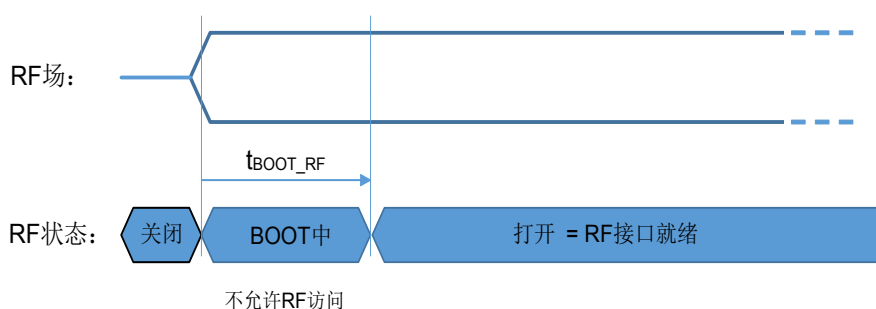 RF场：
tBOOT_RF
RF状态： 关闭 BOOT中 打开 = RF接口就绪
不允许RF访问